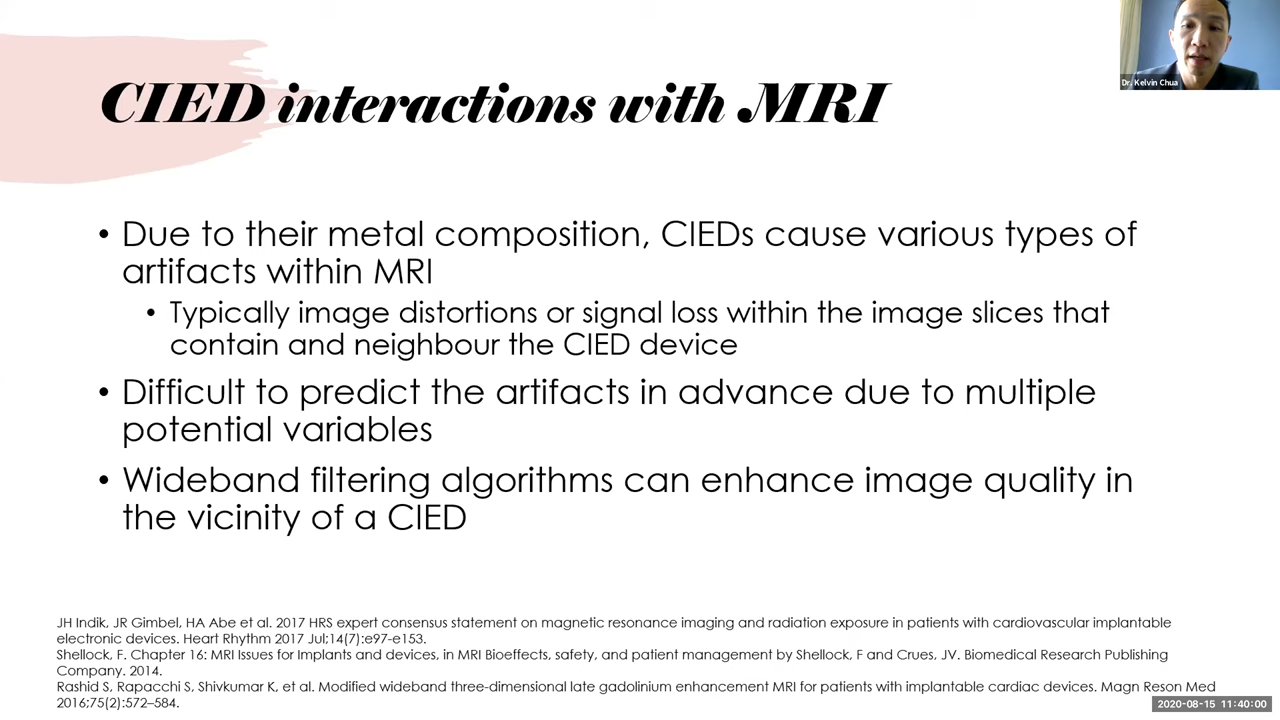 Dr. Kelvin Chua
CIED interactions with MRI
• Due to their metal composition, CIEDs cause various types of
artifacts within MRI
• Typically image distortions or signal loss within the image slices that
contain and neighbour the CIED device
• Difficult to predict the artifacts in advance due to multiple
potential variables
• Wideband filtering algorithms can enhance image quality in
the vicinity of a CIED
JH Indik, JR Gimbel, HA Abe et al. 2017 HRS expert consensus statement on magnetic resonance imaging and radiation exposure in patients with cardiovascular implantable
electronic devices. Heart Rhythm 2017 Jul;14(7):e97-e153.
Shellock, F. Chapter 16: MRI Issues for Implants and devices, in MRI Bioeffects, safety, and patient management by Shellock, F and Crues, JV. Biomedical Research Publishing
Company. 2014.
Rashid S, Rapacchi S, Shivkumar K, et al. Modified wideband three-dimensional late gadolinium enhancement MRI for patients with implantable cardiac devices. Magn Reson Med
2016;75(2):572–584.
2020-08-15 11:40:00